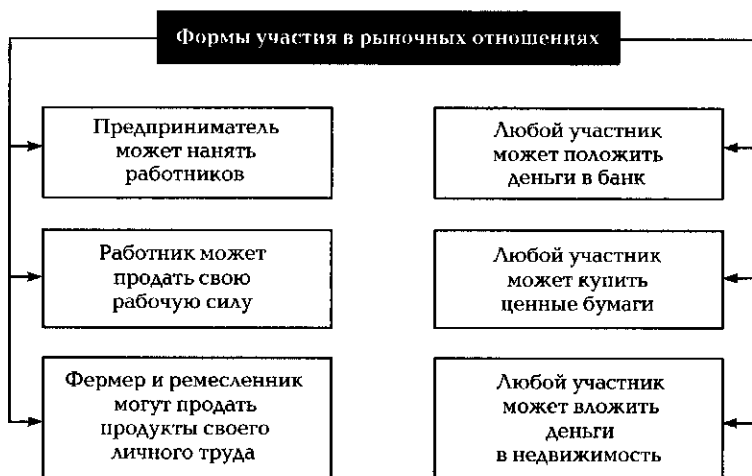 Формы участия в рыночных отношениях
Предприниматель
может нанять
работников
Любой участник
может положить
деньги в банк
Работник может
продать свою
рабочую силу
Любой участник
может купить
ценные бумаги
Фермер и ремесленник
могут продать
продукты своего
личного труда
Любой участник
может вложить
деньги
в недвижимость